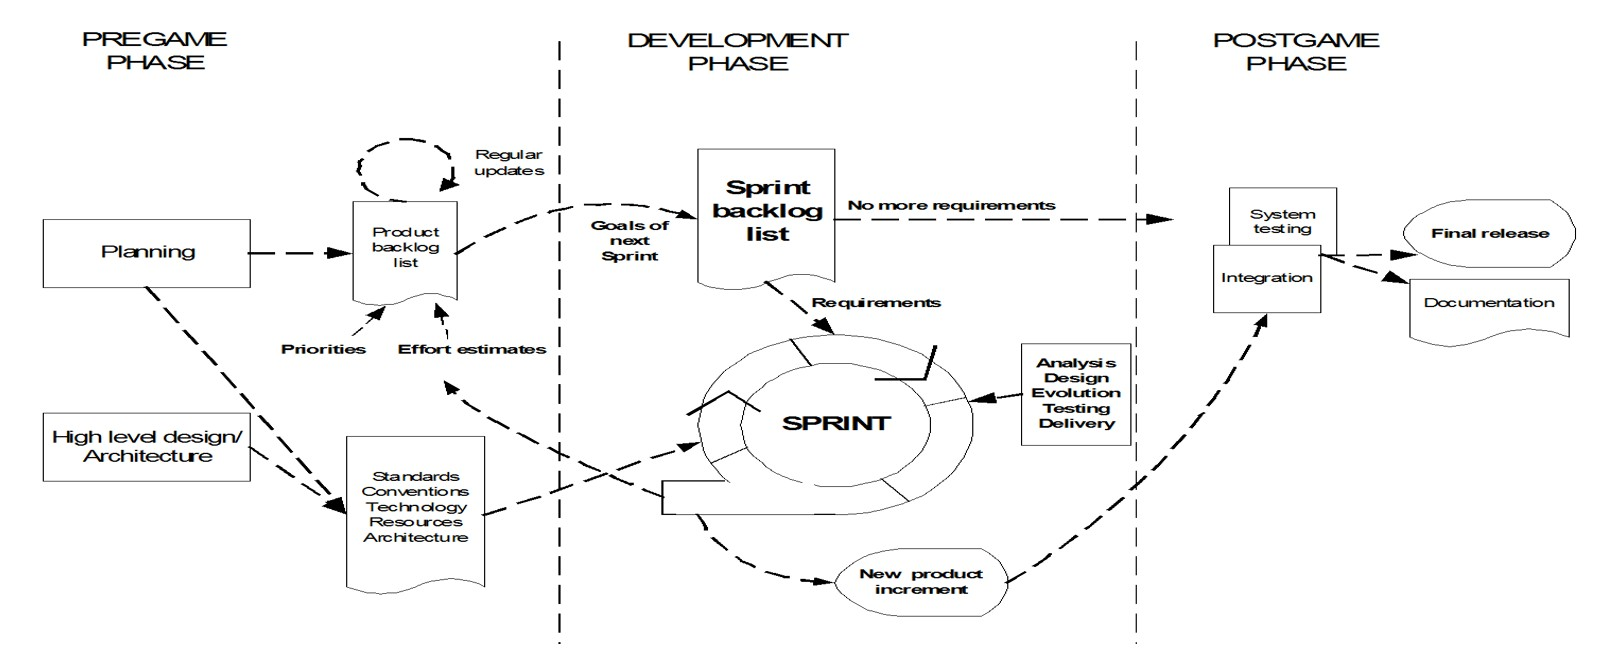 PREGAME
PHASE
DEVELOPMENT
PHASE
POSTGAME
PHASE
Regular
updates
Planning
Product
backlog
list
Goals of
next
Sprint
Sprint
backlog
list
No more requirements
System
testing
Integration
Final release
Documentation
Requirements
Priorities
Effort estimates
High level design/
Architecture
Standards
Conventions
Technology
Resources
Architecture
SPRINT
Analysis
Design
Evolution
Testing
Delivery
New product
increment